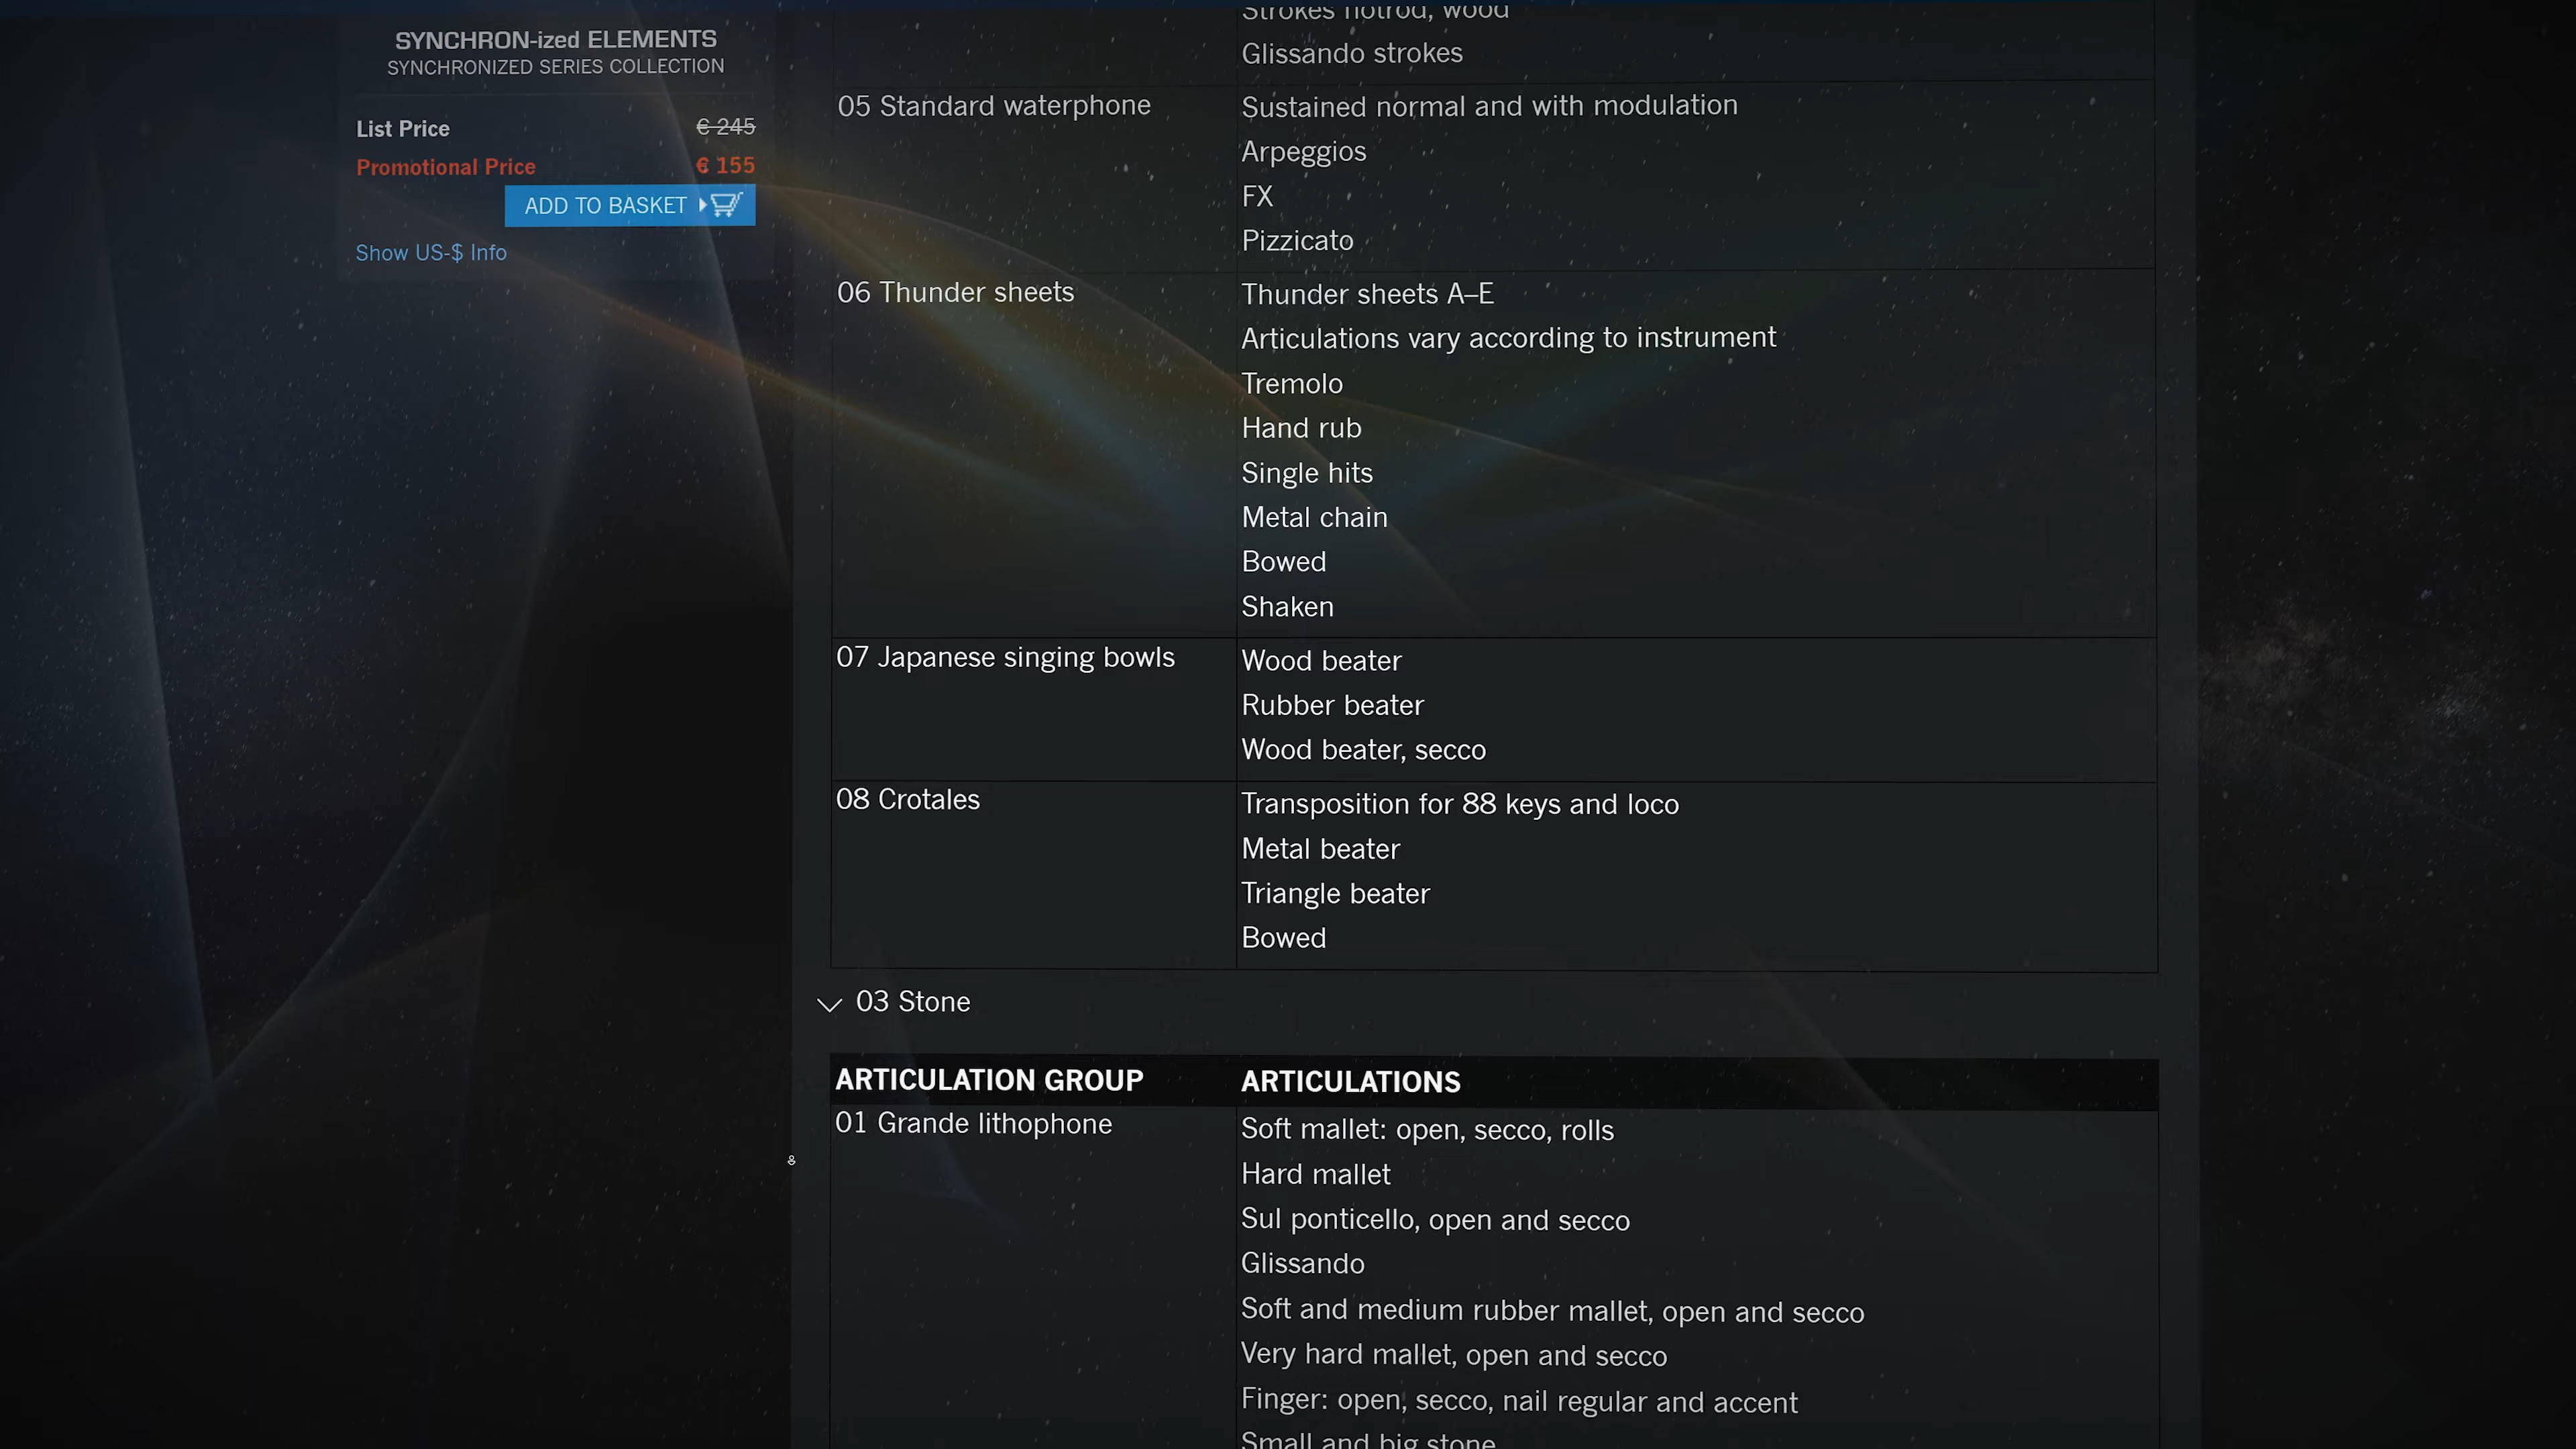 SYNCHRON-ized ELEMENTS
SYNCHRONIZED SERIES COLLECTION
List Price € 245
Promotional Price € 155
ADD TO BASKET
Show US-$ Info
Strokes hotrod, wood
Glissando strokes
05 Standard waterphone Sustained normal and with modulation
Arpeggios
FX
Pizzicato
06 Thunder sheets Thunder sheets A–E
Articulations vary according to instrument
Tremolo
Hand rub
Single hits
Metal chain
Bowed
Shaken
07 Japanese singing bowls Wood beater
Rubber beater
Wood beater, secco
08 Crotales Transposition for 88 keys and loco
Metal beater
Triangle beater
Bowed
03 Stone
ARTICULATION GROUP ARTICULATIONS
01 Grande lithophone Soft mallet: open, secco, rolls
Hard mallet
Sul ponticello, open and secco
Glissando
Soft and medium rubber mallet, open and secco
Very hard mallet, open and secco
Finger: open, secco, nail regular and accent
Small and big stone